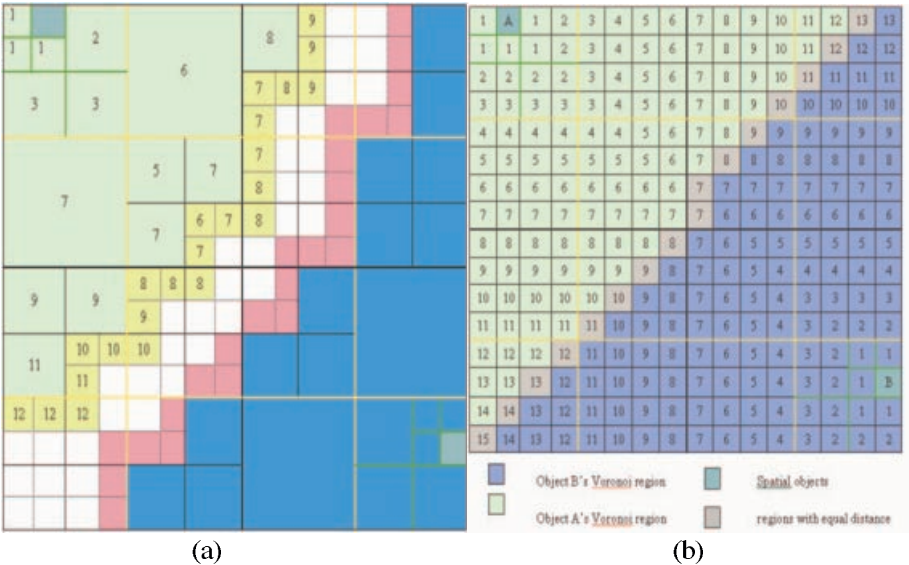 1 9
2 8
1 1 9
6
7 8 9
3 3
7
7
5 7
8
7
6 7 8
7
7
8 8 8
9 9
9
10 10 10
11
11
12 12 12
(a)
1 A 1 2 3 4 5 6 7 8 9 10 11 12 13 13
1 1 1 2 3 4 5 6 7 8 9 10 11 12 12 12
2 2 2 2 3 4 5 6 7 8 9 10 11 11 11 11
3 3 3 3 3 4 5 6 7 8 9 10 10 10 10 10
4 4 4 4 4 4 5 6 7 8 9 9 9 9 9 9
5 5 5 5 5 5 5 6 7 8 8 8 8 8 8 8
6 6 6 6 6 6 6 6 7 7 7 7 7 7 7 7
7 7 7 7 7 7 7 7 7 6 6 6 6 6 6 6
8 8 8 8 8 8 8 8 7 6 5 5 5 5 5 5
9 9 9 9 9 9 9 8 7 6 5 4 4 4 4 4
10 10 10 10 10 10 9 8 7 6 5 4 3 3 3 3
11 11 11 11 11 10 9 8 7 6 5 4 3 2 2 2
12 12 12 12 11 10 9 8 7 6 5 4 3 2 1 1
13 13 13 12 11 10 9 8 7 6 5 4 3 2 1 B
14 14 13 12 11 10 9 8 7 6 5 4 3 2 1 1
15 14 13 12 11 10 9 8 7 6 5 4 3 2 2 2
Object B's Voronoi region
Spatial objects
Object A's Voronoi region
regions with equal distance
(b)